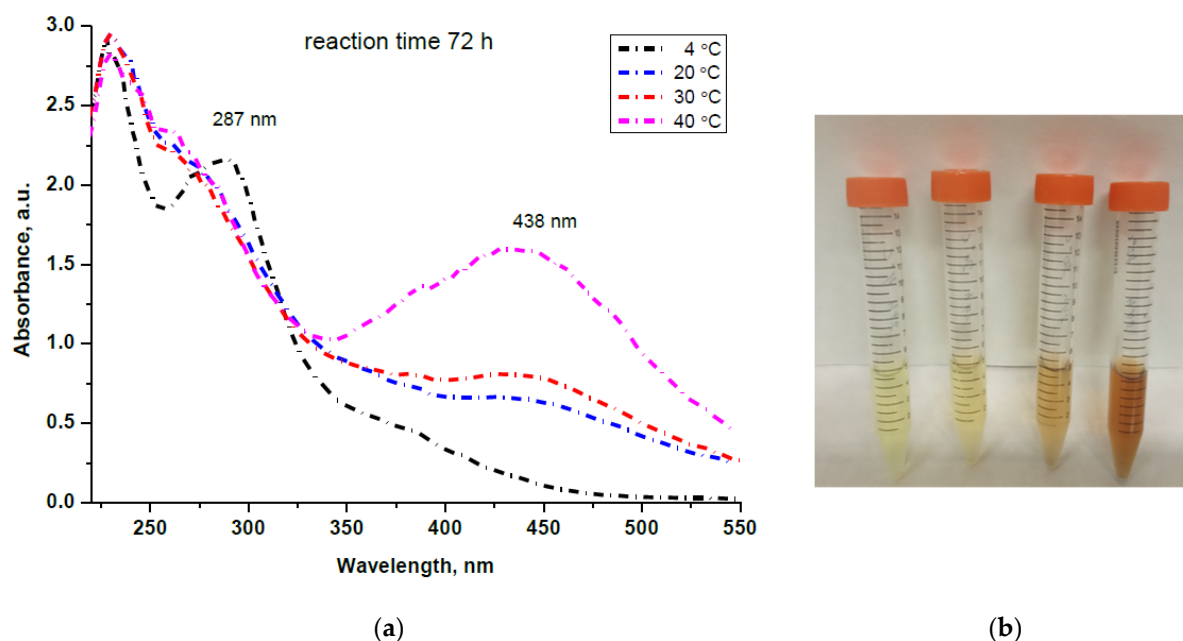 reaction time 72 h
4 °C
20 °C
30 °C
40 °C
287 nm
438 nm
Absorbance, a.u.
3.0
2.5
2.0
1.5
1.0
0.5
0.0
250
300
350
400
450
500
550
Wavelength, nm
(a)
(b)